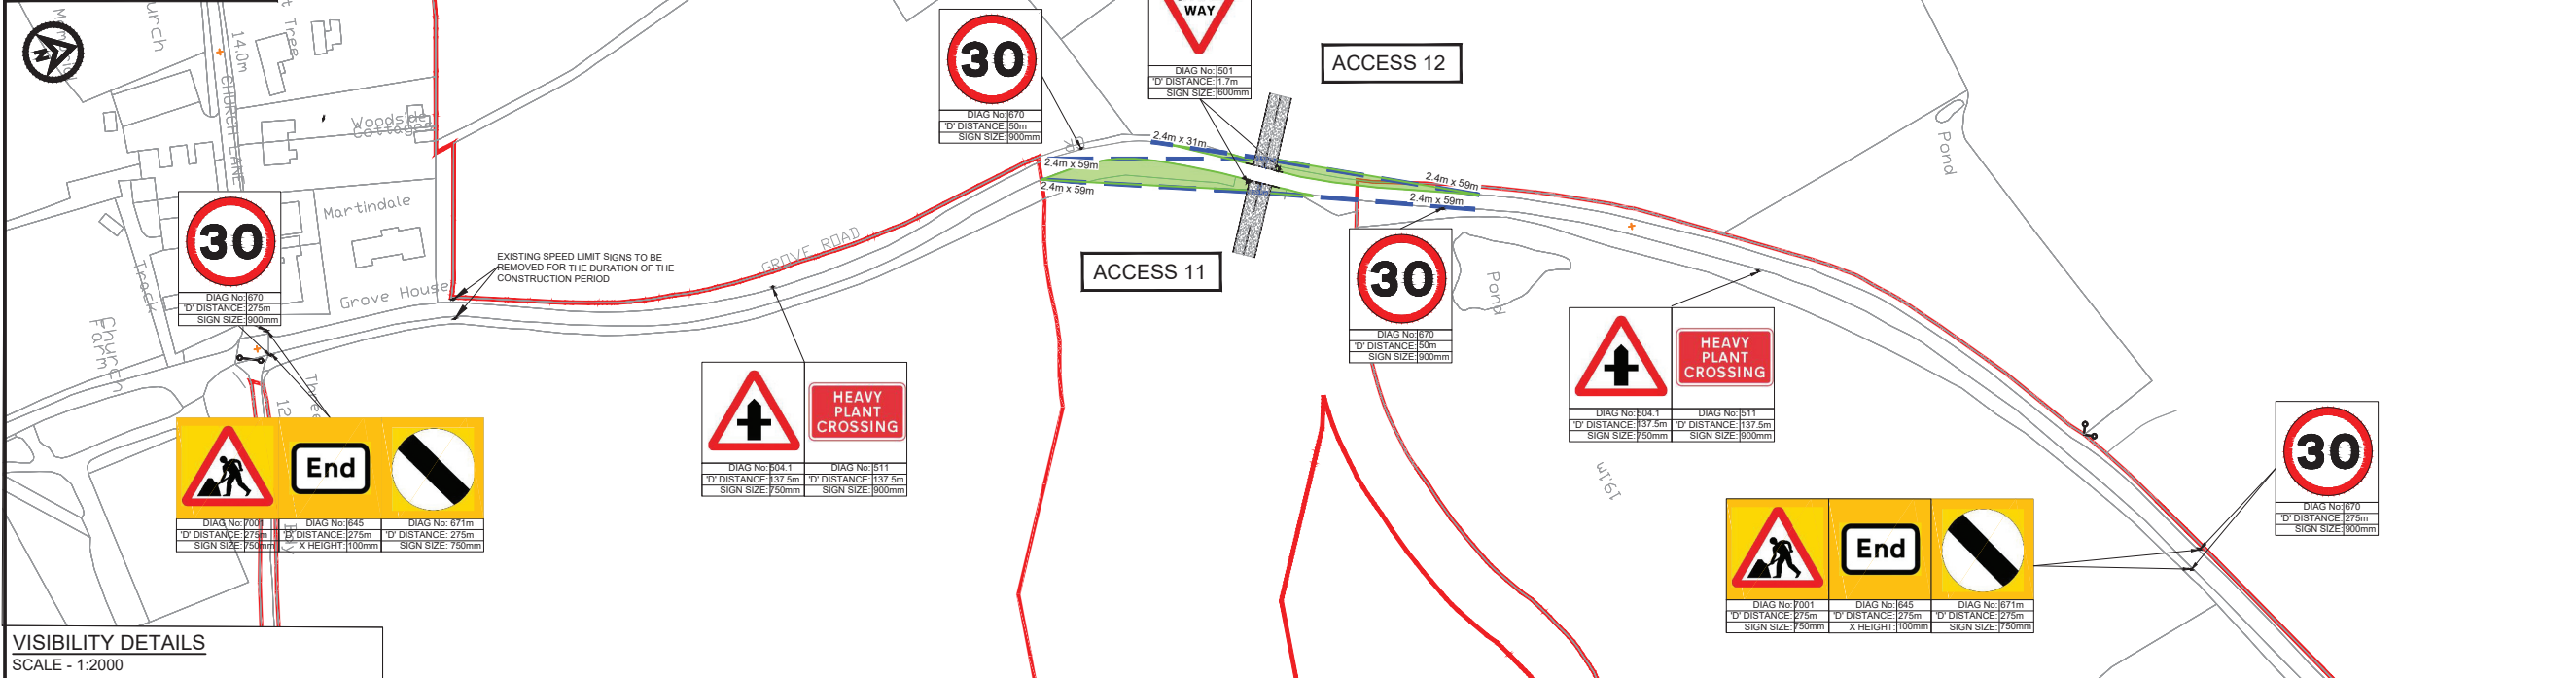 N
14.0m
CHURCH LANE
Woodside
Cottages
Martindale
Track
Grove House
Church
Farm
30
DIAG No: 670
'D' DISTANCE: 275m
SIGN SIZE: 900mm
EXISTING SPEED LIMIT SIGNS TO BE
REMOVED FOR THE DURATION OF THE
CONSTRUCTION PERIOD
GROVE ROAD
30
DIAG No: 670
'D' DISTANCE: 50m
SIGN SIZE: 900mm
WAY
DIAG No: 501
'D' DISTANCE: 1.7m
SIGN SIZE: 600mm
ACCESS 12
2.4m x 31m
2.4m x 59m
2.4m x 59m
2.4m x 59m
2.4m x 59m
ACCESS 11
30
DIAG No: 670
'D' DISTANCE: 50m
SIGN SIZE: 900mm
Pond
Pond
End
DIAG No: 7001 DIAG No: 645 DIAG No: 671m
'D' DISTANCE: 275m 'D' DISTANCE: 275m 'D' DISTANCE: 275m
SIGN SIZE: 750mm X HEIGHT: 100mm SIGN SIZE: 750mm
HEAVY
PLANT
CROSSING
DIAG No: 504.1 DIAG No: 511
'D' DISTANCE: 137.5m 'D' DISTANCE: 137.5m
SIGN SIZE: 750mm SIGN SIZE: 900mm
HEAVY
PLANT
CROSSING
DIAG No: 504.1 DIAG No: 511
'D' DISTANCE: 137.5m 'D' DISTANCE: 137.5m
SIGN SIZE: 750mm SIGN SIZE: 900mm
19.1m
End
DIAG No: 7001 DIAG No: 645 DIAG No: 671m
'D' DISTANCE: 275m 'D' DISTANCE: 275m 'D' DISTANCE: 275m
SIGN SIZE: 750mm X HEIGHT: 100mm SIGN SIZE: 750mm
30
DIAG No: 670
'D' DISTANCE: 275m
SIGN SIZE: 900mm
VISIBILITY DETAILS
SCALE - 1:2000